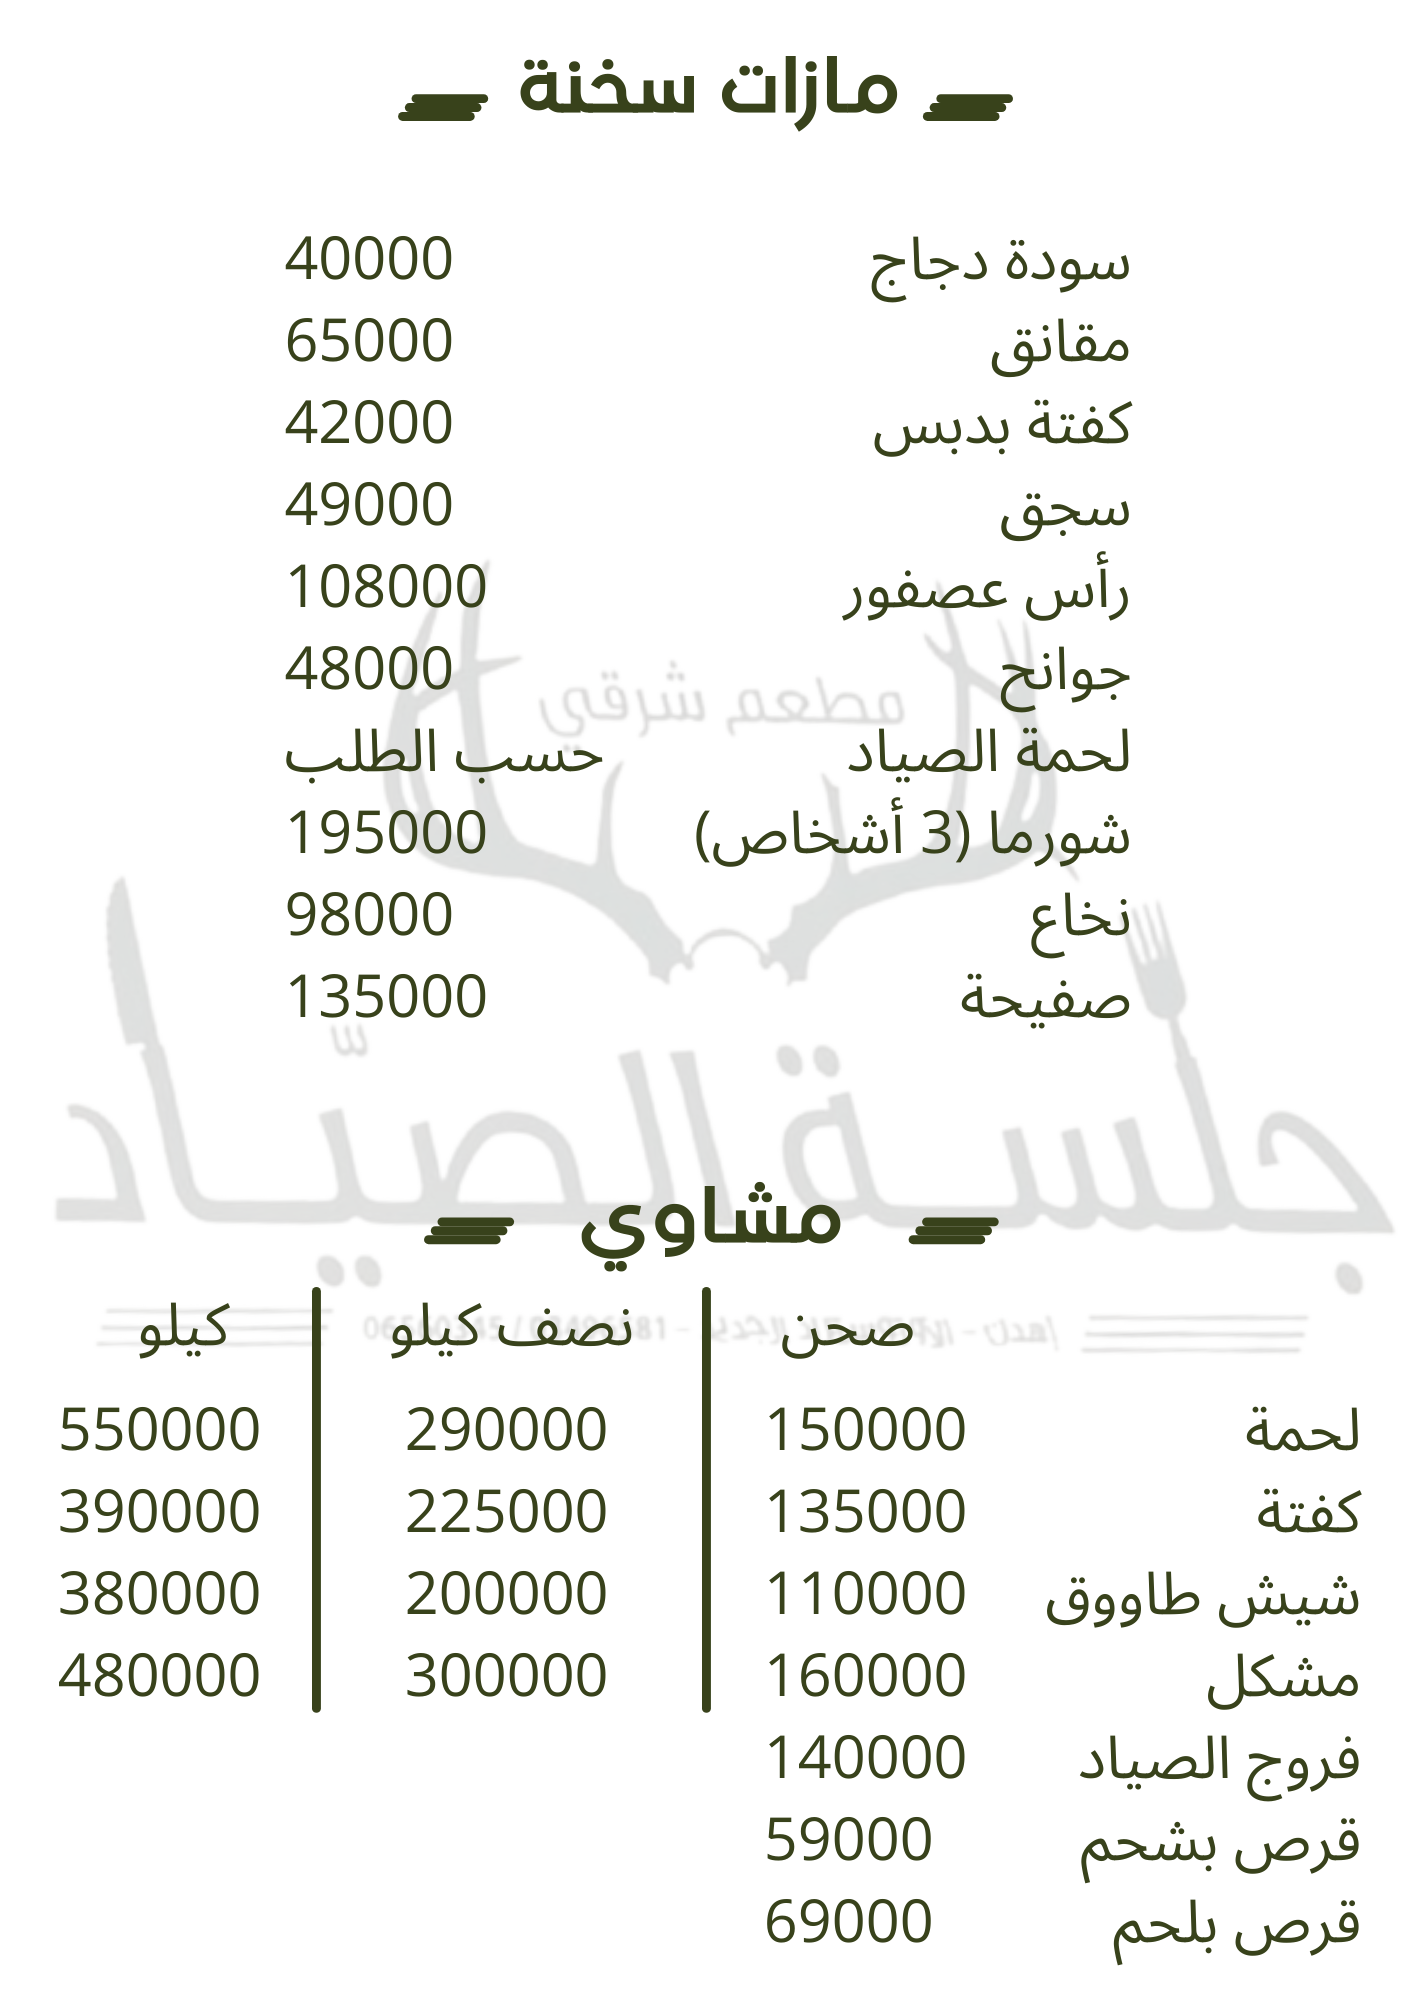 مازات سخنة
سودة دجاج 40000
مقانق 65000
كفتة بدبس 42000
سجق 49000
رأس عصفور 108000
جوانح 48000
مطعم شرقي
لحمة الصياد حسب الطلب
شورما (3 أشخاص) 195000
نخاع 98000
صفيحة 135000
جلسة الصيّاد
مشاوي
صحن نصف كيلو كيلو
لحمة 150000 290000 550000
كفتة 135000 225000 390000
شيش طاووق 110000 200000 380000
مشكل 160000 300000 480000
فروج الصياد 140000
قرص بشحم 59000
قرص بلحم 69000